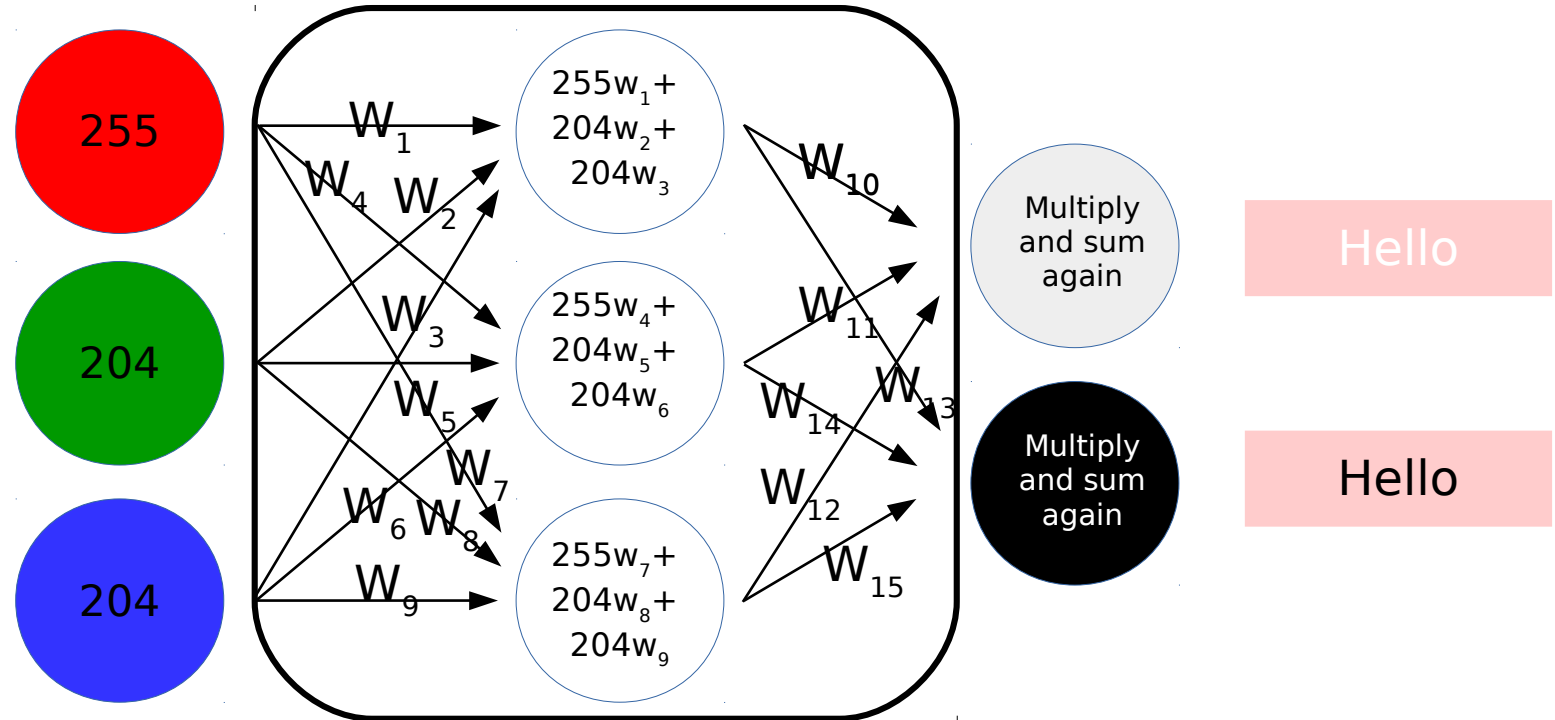 255
204
204
W₁
W₄
W₂
W₃
W₅
W₇
W₆
W₈
W₉
255w₁+
204w₂+
204w₃
255w₄+
204w₅+
204w₆
255w₇+
204w₈+
204w₉
W₁₀
W₁₁
W₁₃
W₁₄
W₁₂
W₁₅
Multiply
and sum
again
Multiply
and sum
again
Hello
Hello